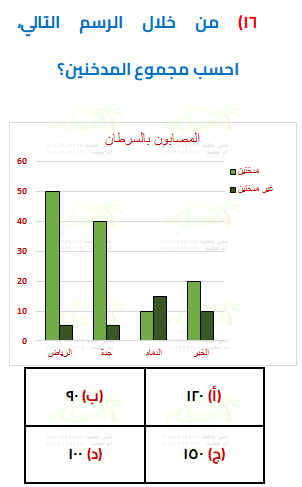 ١٦) من خلال الرسم التالي،
احسب مجموع المدخنين؟
المصابون بالسرطان
60
50
40
30
20
10
0
مدخنين
غير مدخنين
الرياض
جدة
الدمام
الخبر
(أ) ١٢٠
(ب) ٩٠
(ج) ١٥٠
(د) ١٠٠